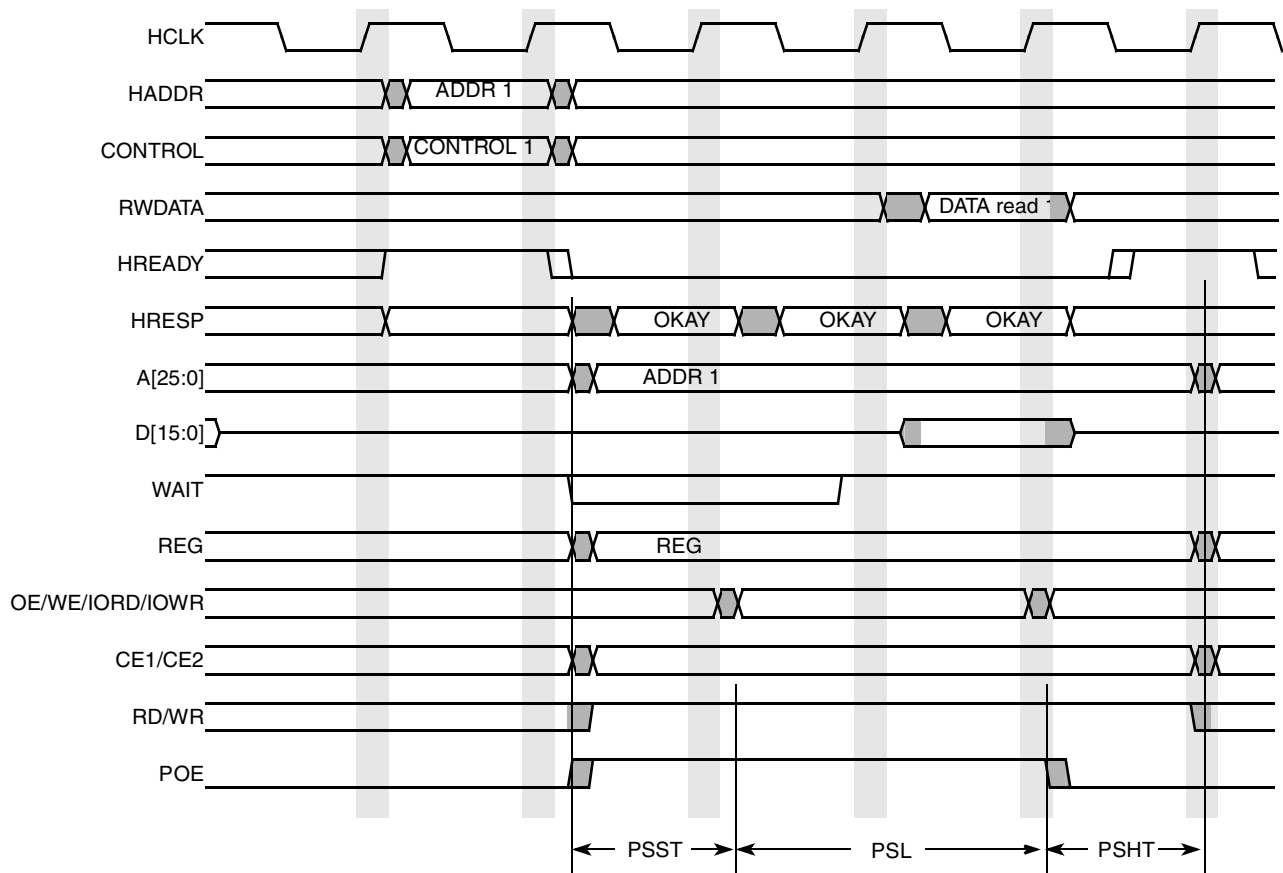 HCLK
HADDR ADDR 1
CONTROL CONTROL 1
RWDATA DATA read 1
HREADY
HRESP OKAY OKAY OKAY
A[25:0] ADDR 1
D[15:0]
WAIT
REG REG
OE/WE/IORD/IOWR
CE1/CE2
RD/WR
POE
PSST PSL PSHT